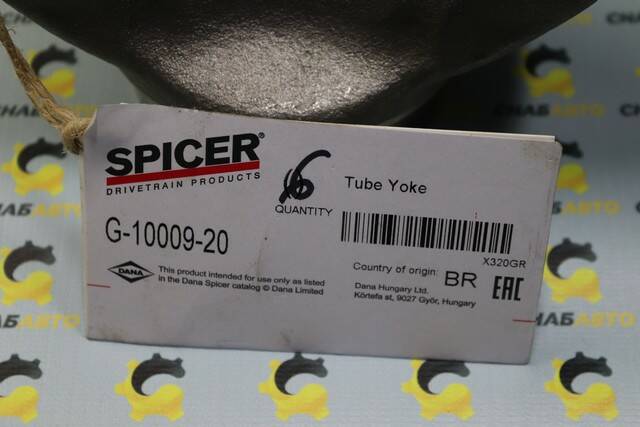 SPICER®
DRIVETRAIN PRODUCTS
6
QUANTITY
Tube Yoke
G-10009-20
X320GR
DANA
This product intended for use only as listed
in the Dana Spicer catalog © Dana Limited
Country of origin: BR
EAC
Dana Hungary Ltd.
Körtefa st, 9027 Győr, Hungary
СНАБАВТО
СНАБАВТО
СНАБАВТО